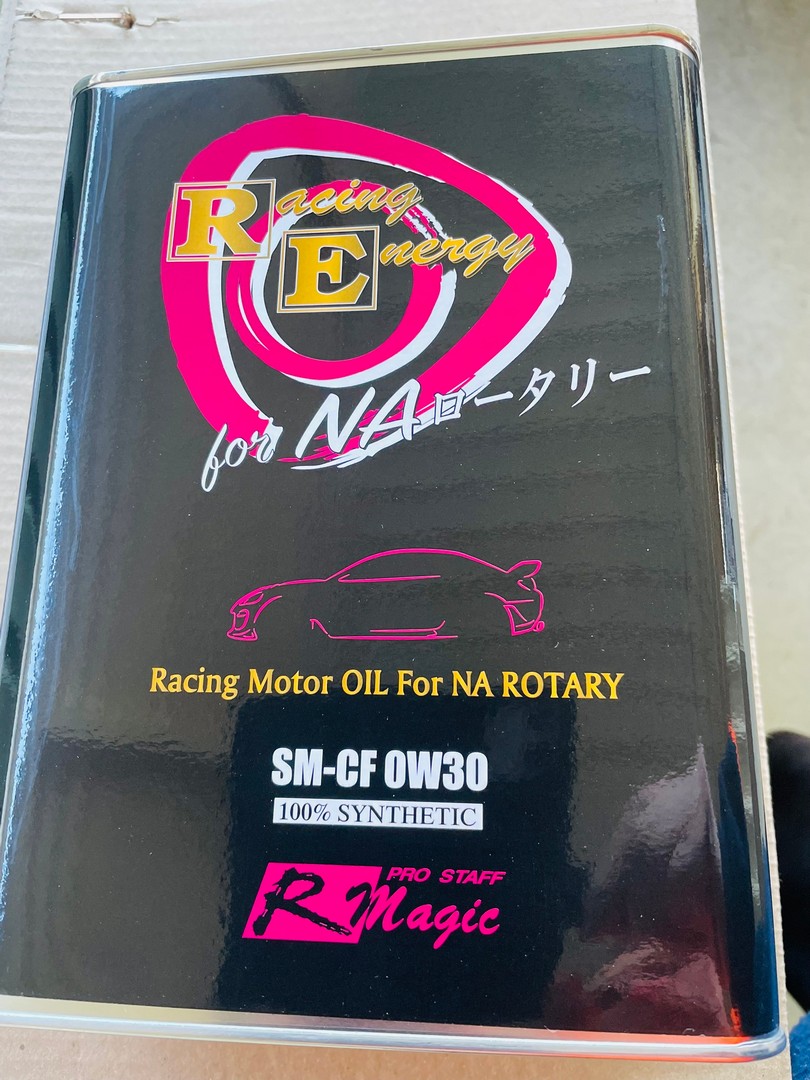 Racing
Energy
for NAロータリー
Racing Motor OIL For NA ROTARY
SM-CF 0W30
100% SYNTHETIC
PRO STAFF
R Magic